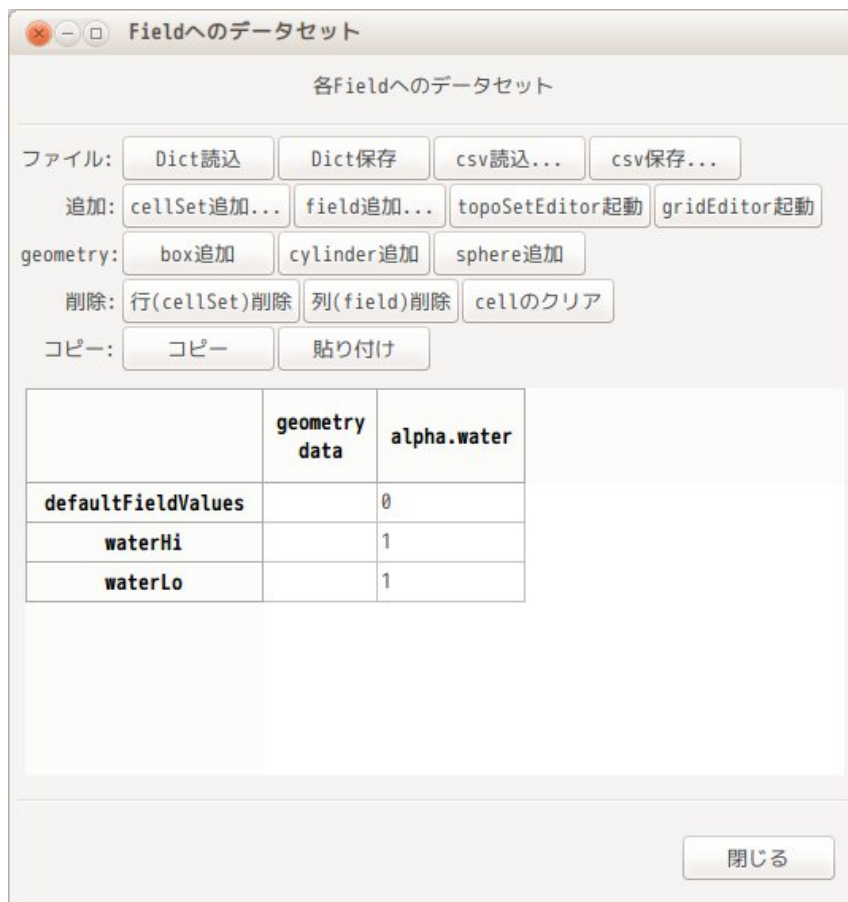 Fieldへのデータセット
各Fieldへのデータセット
ファイル: Dict読込 Dict保存 csv読込... csv保存...
追加: cellSet追加... field追加... topoSetEditor起動 gridEditor起動
geometry: box追加 cylinder追加 sphere追加
削除: 行(cellSet)削除 列(field)削除 cellのクリア
コピー: コピー 貼り付け
geometry
data
alpha.water
defaultFieldValues 0
waterHi 1
waterLo 1
閉じる